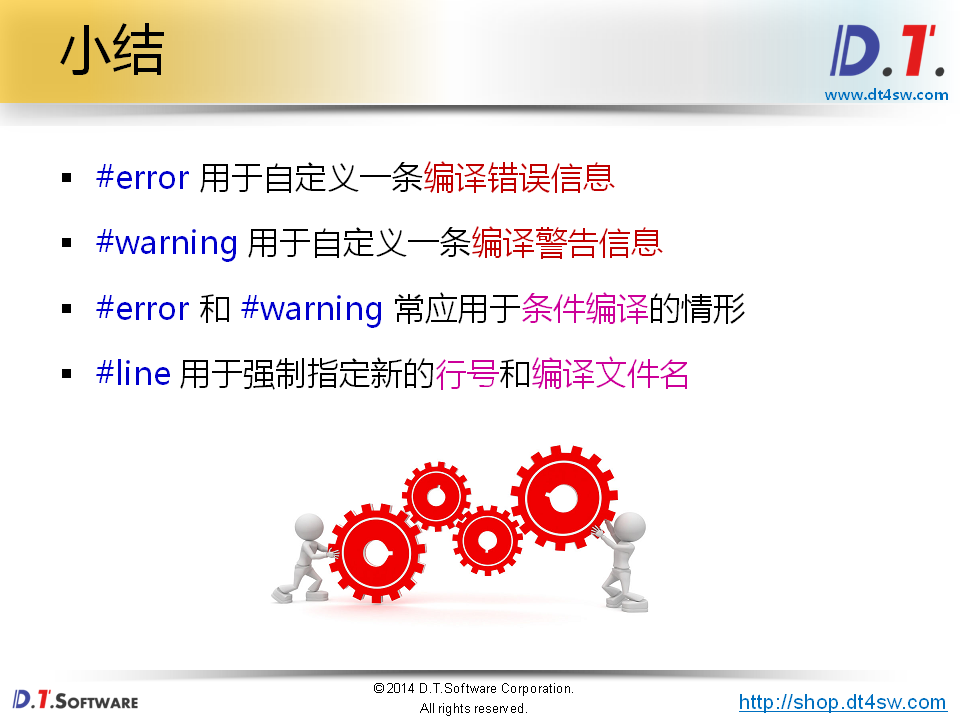 小结
D.T.
www.dt4sw.com
#error 用于自定义一条编译错误信息
#warning 用于自定义一条编译警告信息
#error 和 #warning 常应用于条件编译的情形
#line 用于强制指定新的行号和编译文件名
D.T.SOFTWARE
©2014 D.T.Software Corporation.
All rights reserved.
http://shop.dt4sw.com